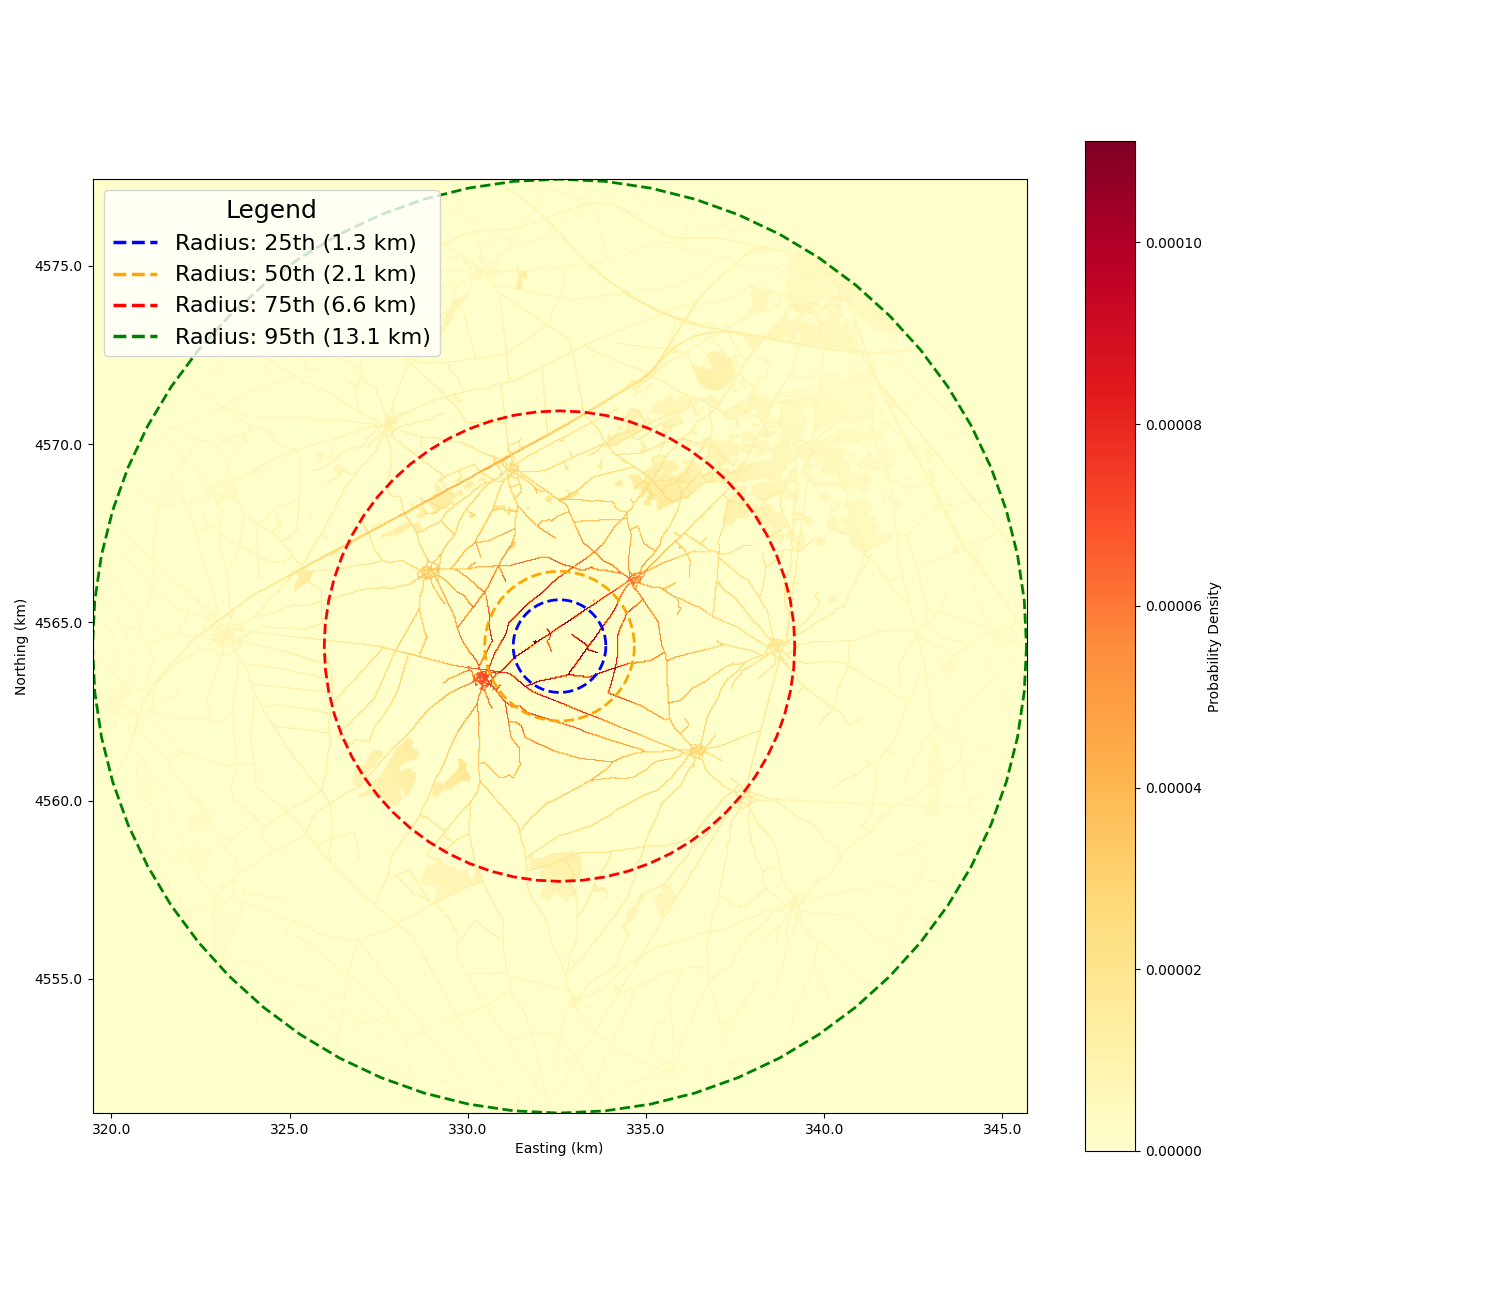 Legend
Radius: 25th (1.3 km)
Radius: 50th (2.1 km)
Radius: 75th (6.6 km)
Radius: 95th (13.1 km)
4575.0
4570.0
4565.0
4560.0
4555.0
Northing (km)
320.0 325.0 330.0 335.0 340.0 345.0
Easting (km)
0.00010
0.00008
0.00006
0.00004
0.00002
0.00000
Probability Density